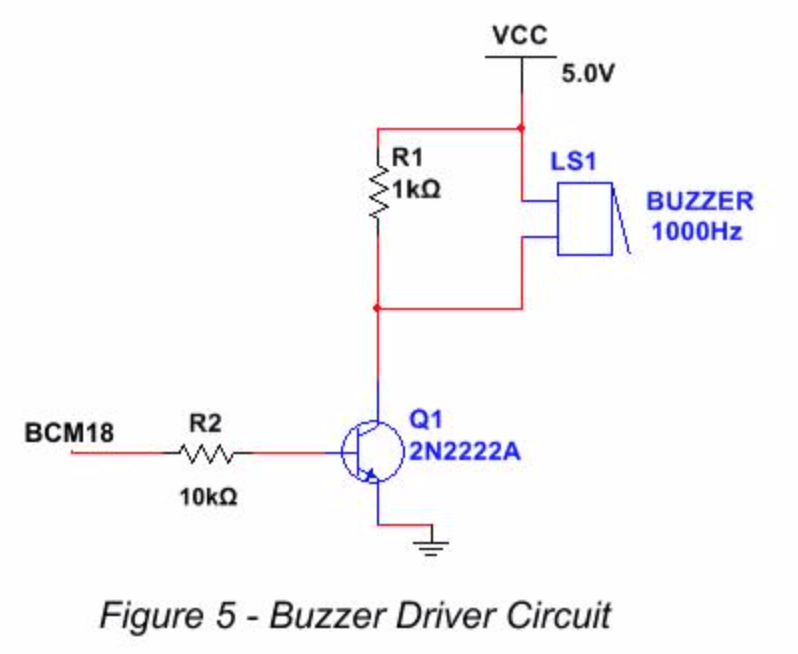 VCC
5.0V
R1
1kΩ
LS1
BUZZER
1000Hz
BCM18
R2
10kΩ
Q1
2N2222A
Figure 5 - Buzzer Driver Circuit